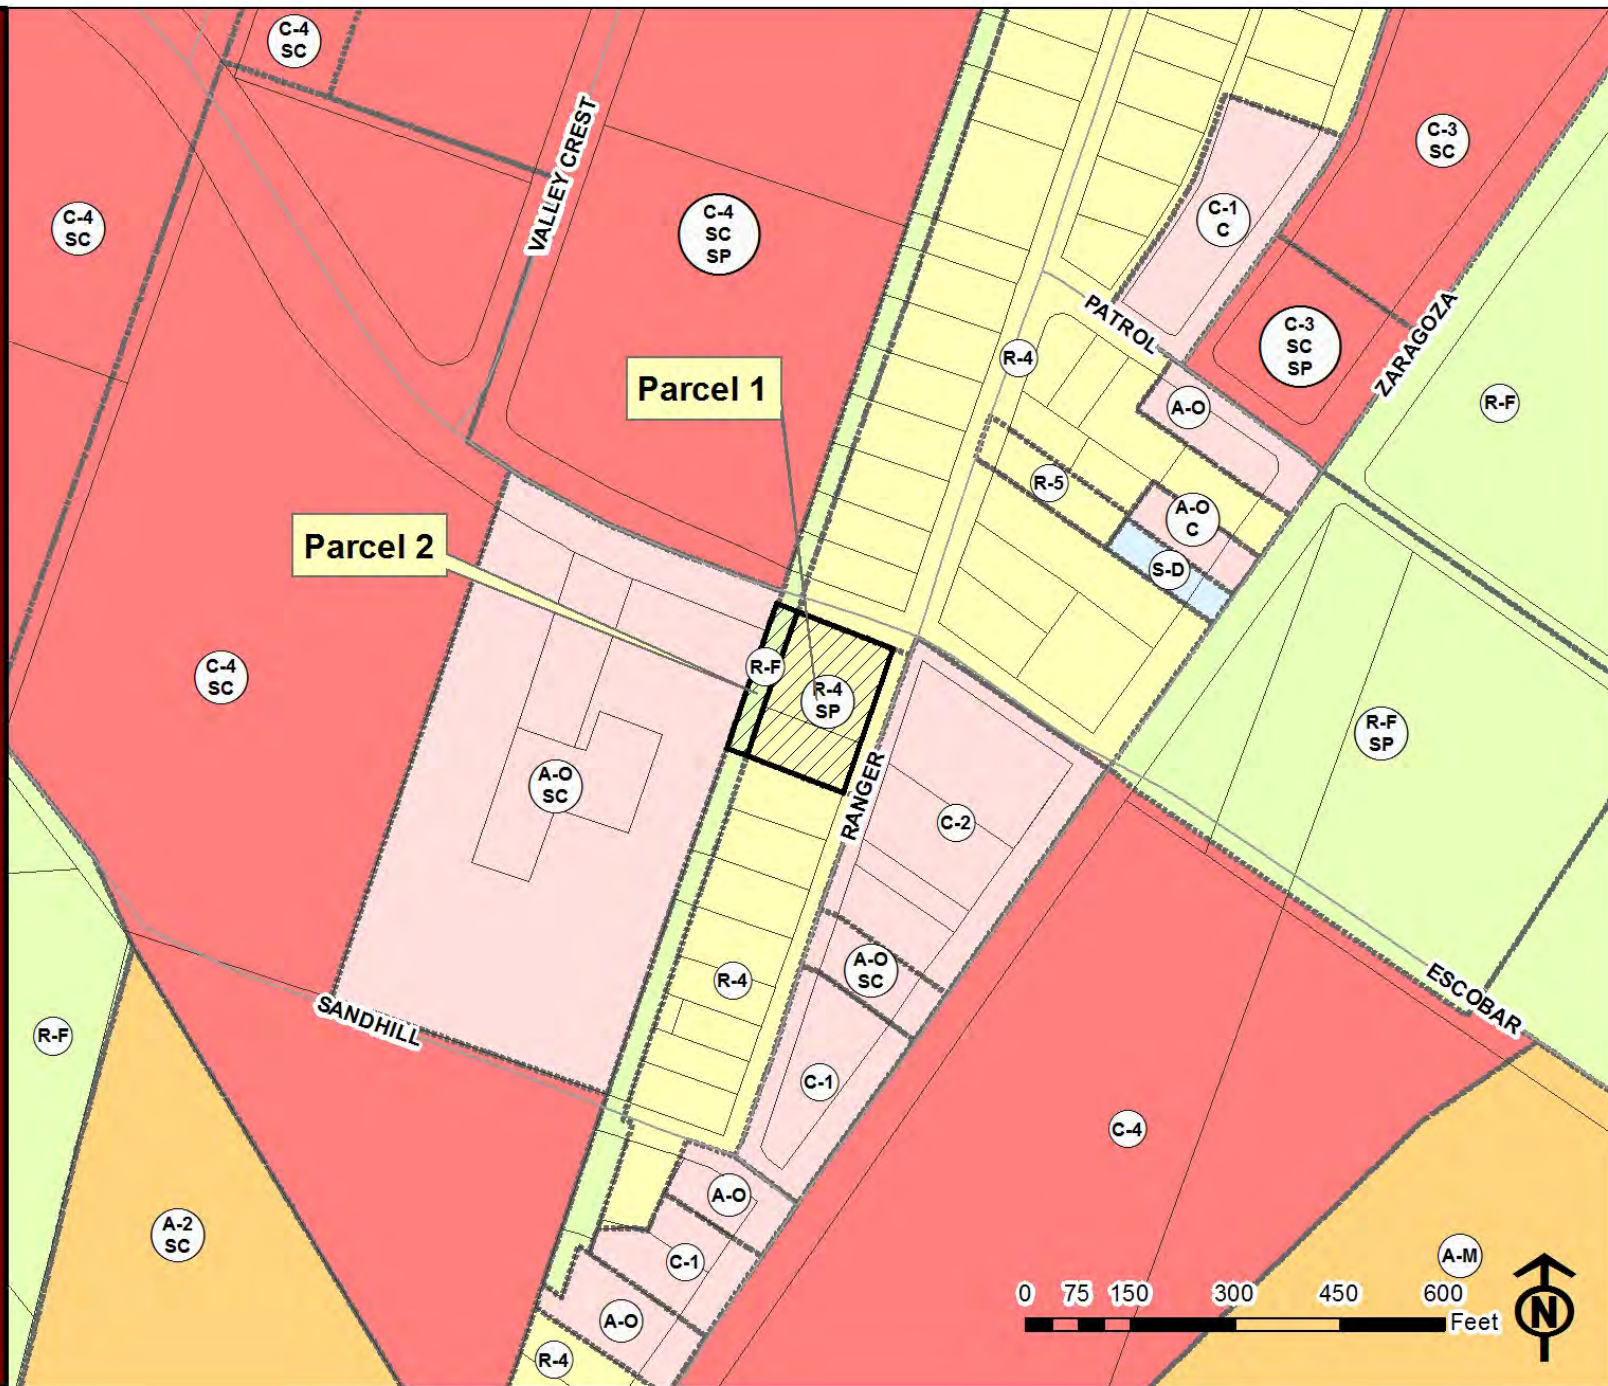 C-4
SC
C-3
SC
C-4
SC
VALLEY CREST
C-4
SC
SP
C-1
C
PATROL
C-3
SC
SP
ZARAGOZA
R-4
Parcel 1
A-O
R-F
R-5
A-O
C
Parcel 2
S-D
C-4
SC
R-F
R-4
SP
R-F
SP
A-O
SC
RANGER
C-2
R-4
A-O
SC
ESCOBAR
SANDHILL
R-F
C-1
C-4
A-2
SC
A-O
C-1
A-M
A-O
0 75 150 300 450 600
Feet
N
R-4